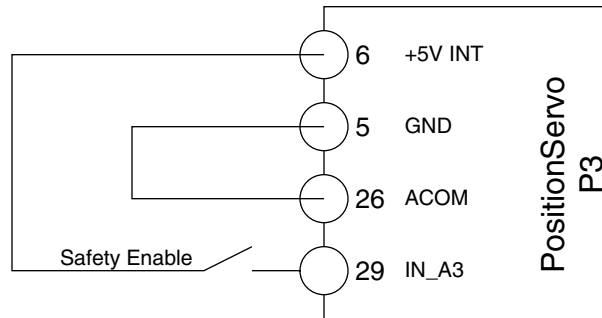 6 +5V INT
5 GND
26 ACOM
Safety Enable
29 IN_A3
PositionServo
P3